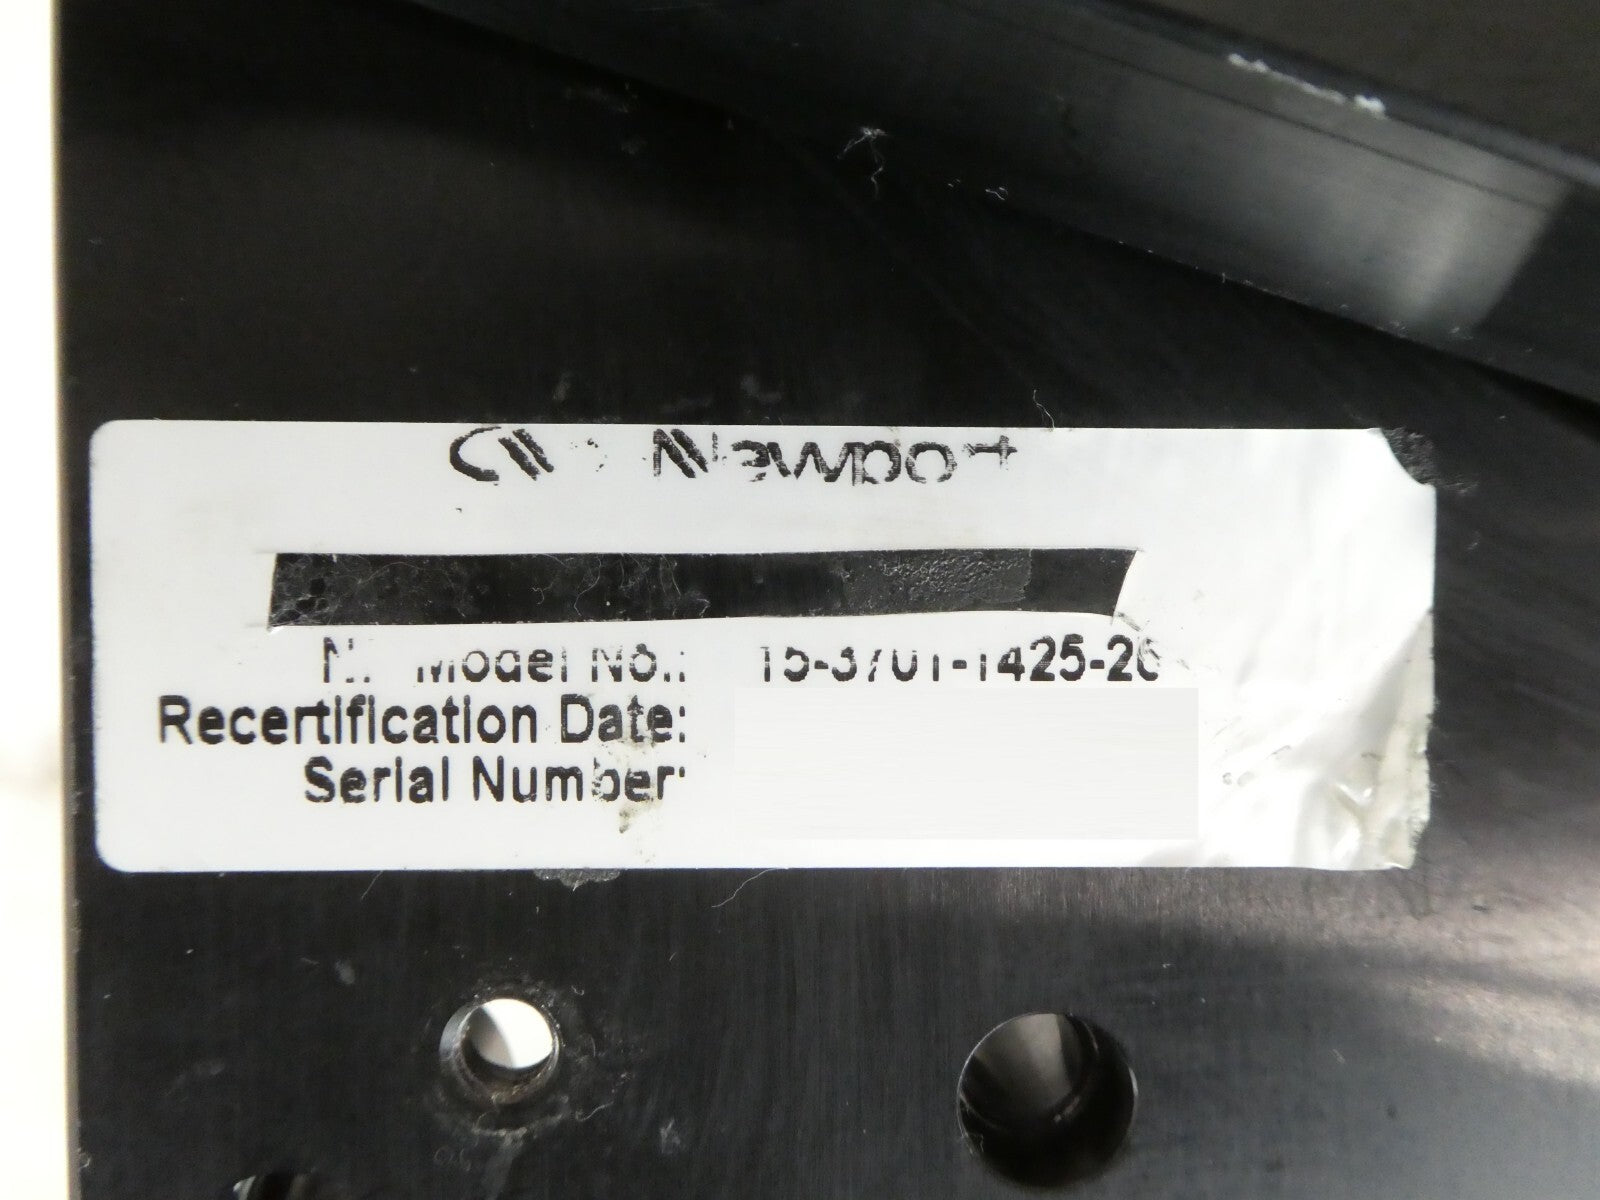 Newport
Model No.: 15-3701-1425-26
Recertification Date:
Serial Number: